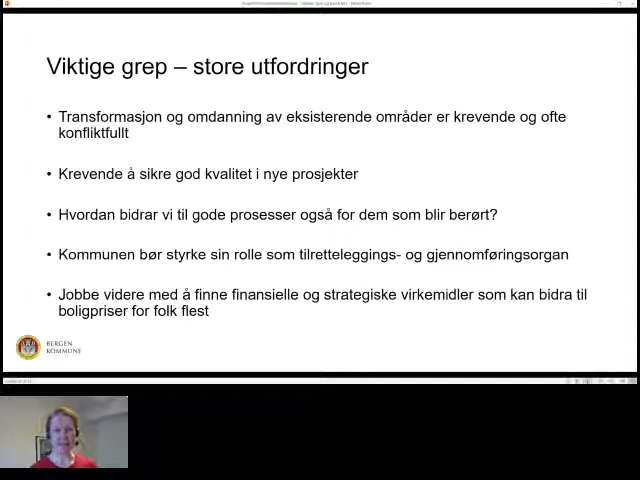 Viktige grep – store utfordringer
• Transformasjon og omdanning av eksisterende områder er krevende og ofte
konfliktfullt
• Krevende å sikre god kvalitet i nye prosjekter
• Hvordan bidrar vi til gode prosesser også for dem som blir berørt?
• Kommunen bør styrke sin rolle som tilretteleggings- og gjennomføringsorgan
• Jobbe videre med å finne finansielle og strategiske virkemidler som kan bidra til
boligpriser for folk flest
BERGEN
KOMMUNE